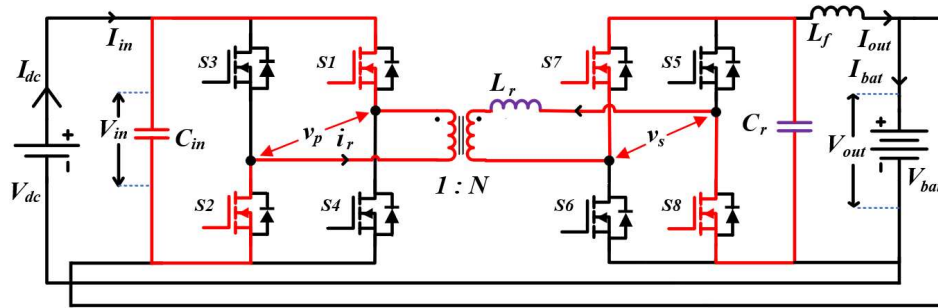 I_in
S3
S1
S7
S5
L_f
I_out
I_dc
L_r
I_bat
V_in
C_in
v_p
i_r
v_s
C_r
V_out
+
-
+
-
V_dc
1 : N
V_bat
S2
S4
S6
S8